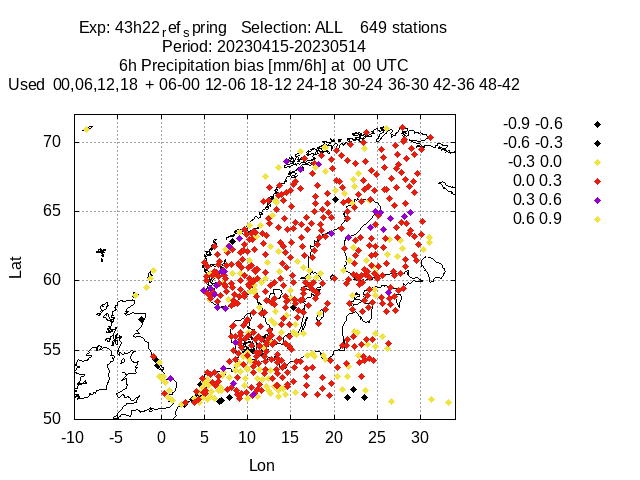 Exp: 43h22refspring Selection: ALL 649 stations
Period: 20230415-20230514
6h Precipitation bias [mm/6h] at 00 UTC
Used 00,06,12,18 + 06-00 12-06 18-12 24-18 30-24 36-30 42-36 48-42
-0.9 -0.6
-0.6 -0.3
-0.3 0.0
0.0 0.3
0.3 0.6
0.6 0.9
70
65
60
55
50
Lat
-10 -5 0 5 10 15 20 25 30
Lon